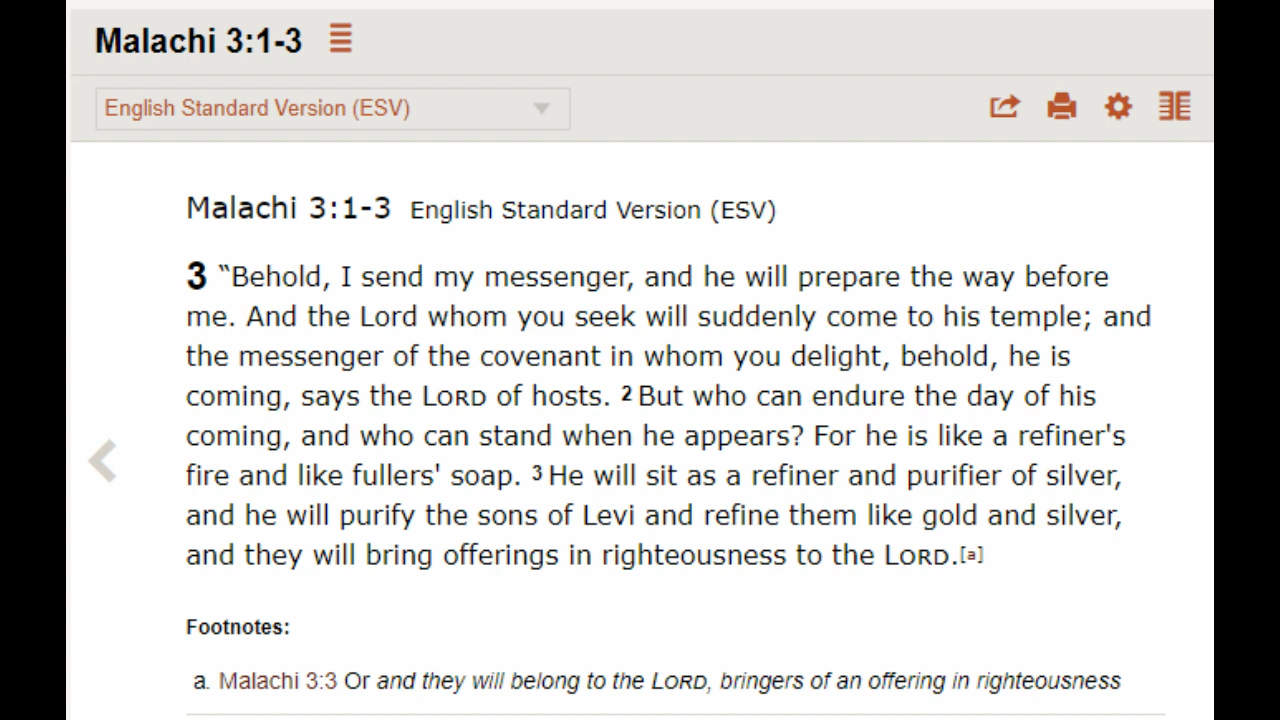 Malachi 3:1-3
English Standard Version (ESV)
Malachi 3:1-3 English Standard Version (ESV)
3 “Behold, I send my messenger, and he will prepare the way before
me. And the Lord whom you seek will suddenly come to his temple; and
the messenger of the covenant in whom you delight, behold, he is
coming, says the LORD of hosts. 2 But who can endure the day of his
coming, and who can stand when he appears? For he is like a refiner's
fire and like fullers' soap. 3 He will sit as a refiner and purifier of silver,
and he will purify the sons of Levi and refine them like gold and silver,
and they will bring offerings in righteousness to the LORD.[a]
Footnotes:
a. Malachi 3:3 Or and they will belong to the LORD, bringers of an offering in righteousness